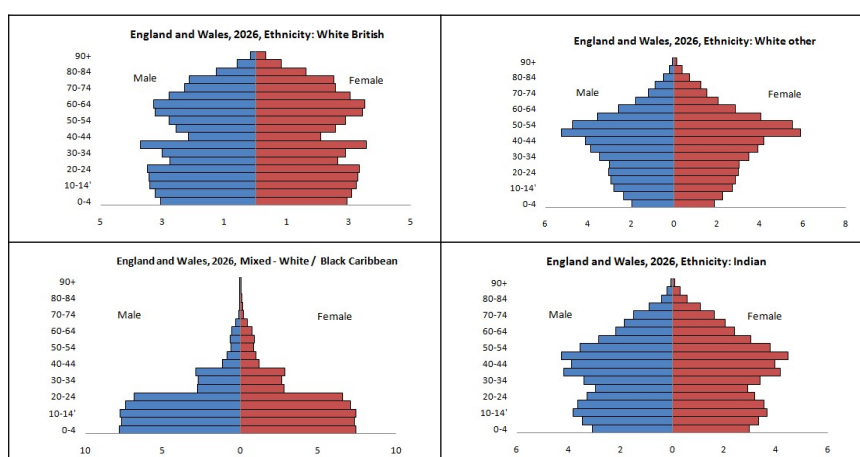 England and Wales, 2026, Ethnicity: White British
90+
80-84
70-74
60-64
50-54
40-44
30-34
20-24
10-14'
0-4
Male
Female
5 3 1 1 3 5
England and Wales, 2026, Ethnicity: White other
90+
80-84
70-74
60-64
50-54
40-44
30-34
20-24
10-14'
0-4
Male
Female
6 4 2 0 2 4 6 8
England and Wales, 2026, Mixed - White / Black Caribbean
90+
80-84
70-74
60-64
50-54
40-44
30-34
20-24
10-14'
0-4
Male
Female
10 5 0 5 10
England and Wales, 2026, Ethnicity: Indian
90+
80-84
70-74
60-64
50-54
40-44
30-34
20-24
10-14'
0-4
Male
Female
6 4 2 0 2 4 6